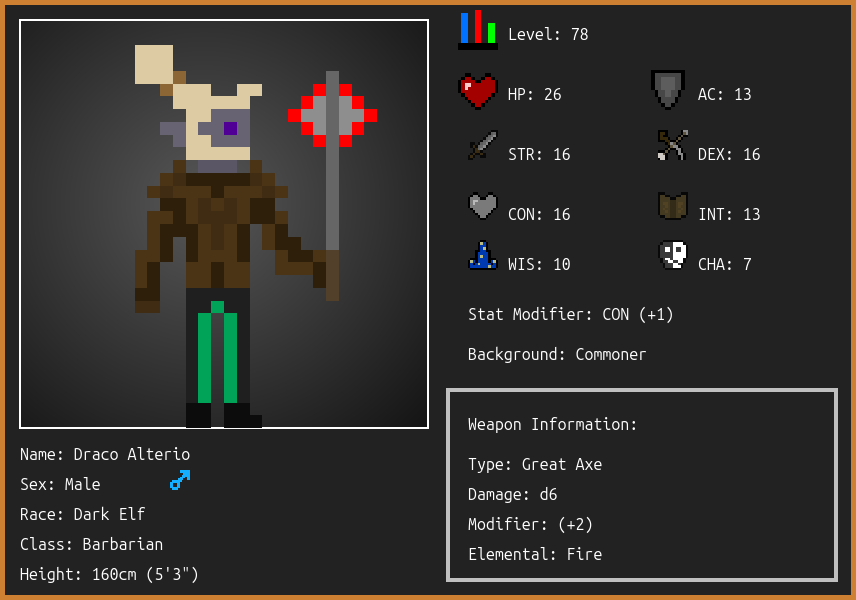 Level: 78
HP: 26
AC: 13
STR: 16
DEX: 16
CON: 16
INT: 13
WIS: 10
CHA: 7
Stat Modifier: CON (+1)
Background: Commoner
Weapon Information:
Type: Great Axe
Damage: d6
Modifier: (+2)
Elemental: Fire
Name: Draco Alterio
Sex: Male
Race: Dark Elf
Class: Barbarian
Height: 160cm (5'3")